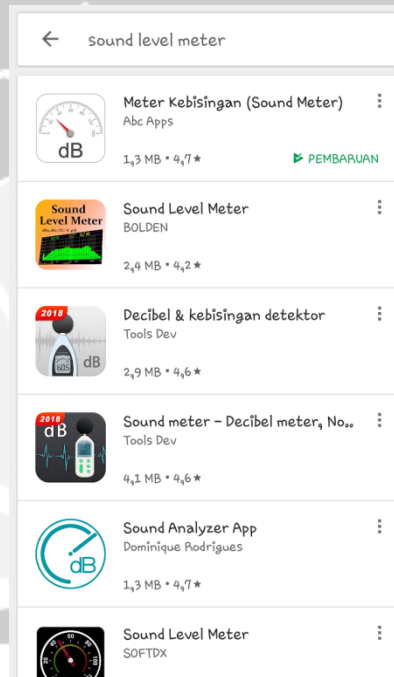 sound level meter
Meter Kebisingan (Sound Meter)
Abc Apps
dB
1,3 MB • 4,7★
PEMBARUAN
Sound Level Meter
Sound Level Meter
BOLDEN
2,4 MB • 4,2★
2018
Decibel & kebisingan detektor
Tools Dev
dB
605
2,9 MB • 4,6★
2018
dB
Sound meter – Decibel meter, No..
Tools Dev
4,1 MB • 4,6★
Sound Analyzer App
Dominique Rodrigues
dB
1,3 MB • 4,7★
Sound Level Meter
SOFTDX